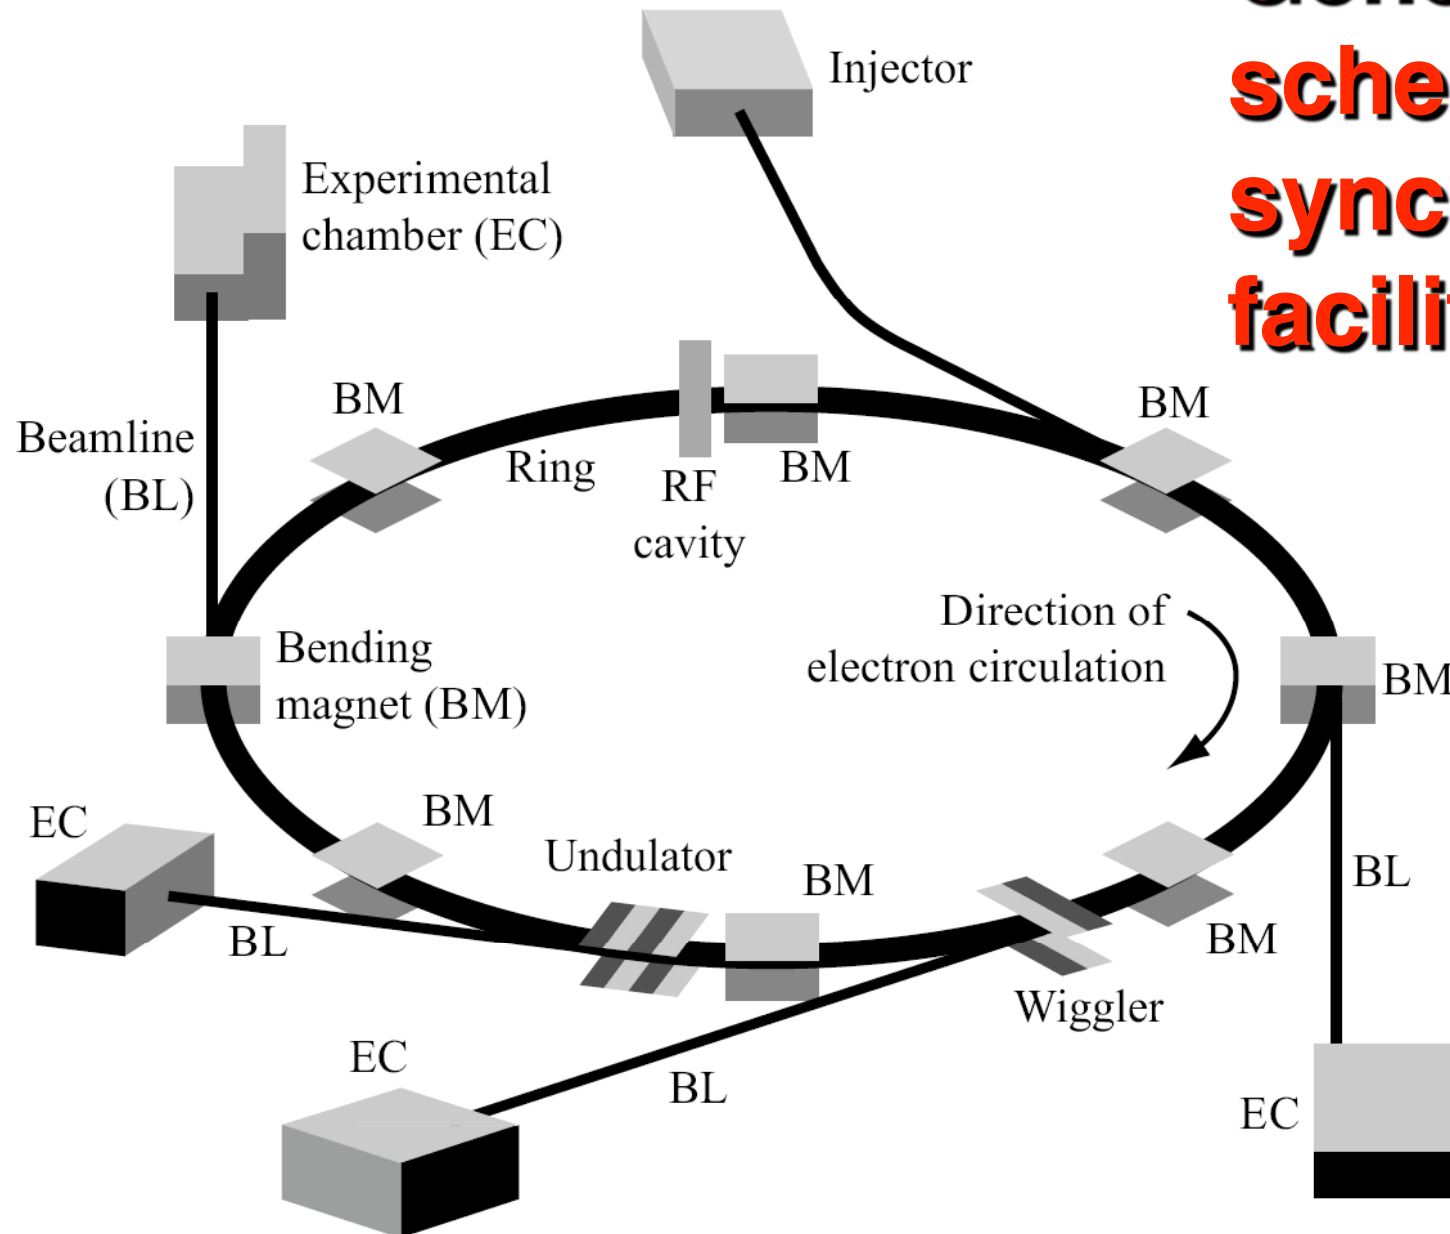 Injector
Experimental
chamber (EC)
BM
BM
Beamline
(BL)
Ring
RF
cavity
BM
Direction of
electron circulation
Bending
magnet (BM)
BM
EC
BM
Undulator
BM
BL
BL
BM
Wiggler
EC
BL
EC